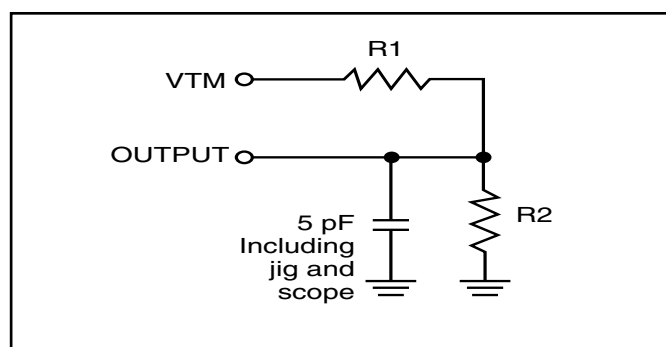 R1
VTM
OUTPUT
R2
5 pF
Including
jig and
scope